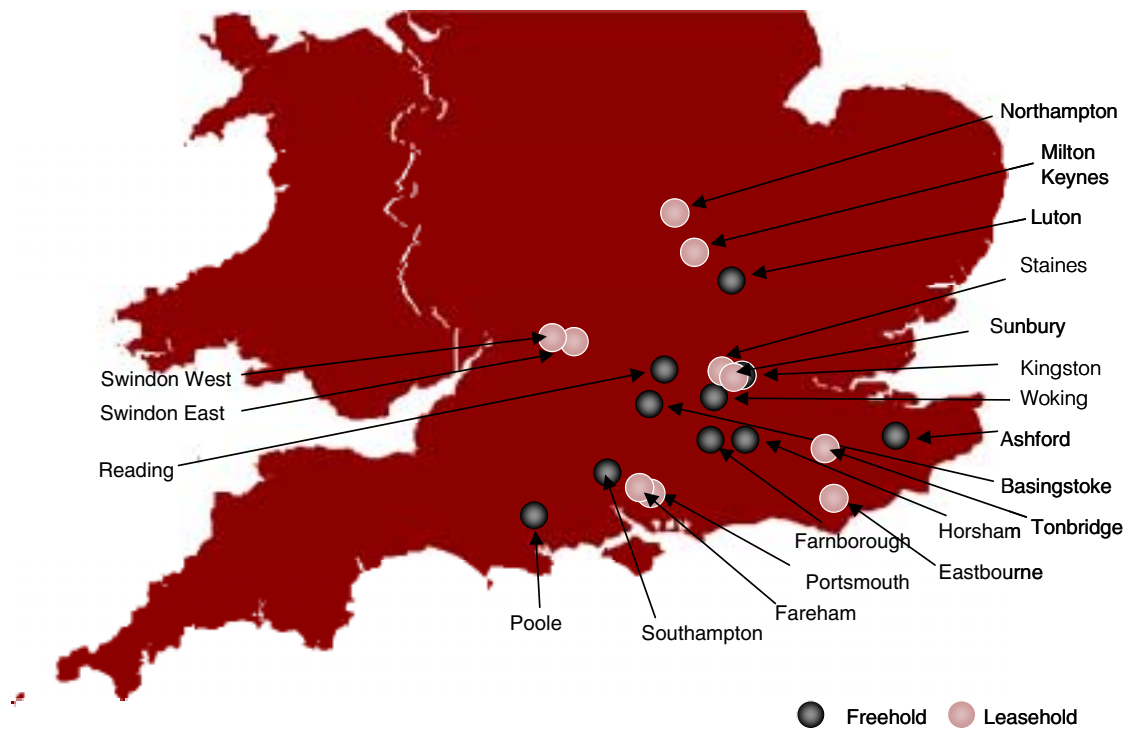 Northampton
Milton
Keynes
Luton
Staines
Sunbury
Kingston
Woking
Ashford
Swindon West
Swindon East
Reading
Basingstoke
Horsham
Tonbridge
Farnborough
Eastbourne
Portsmouth
Fareham
Poole
Southampton
Freehold
Leasehold